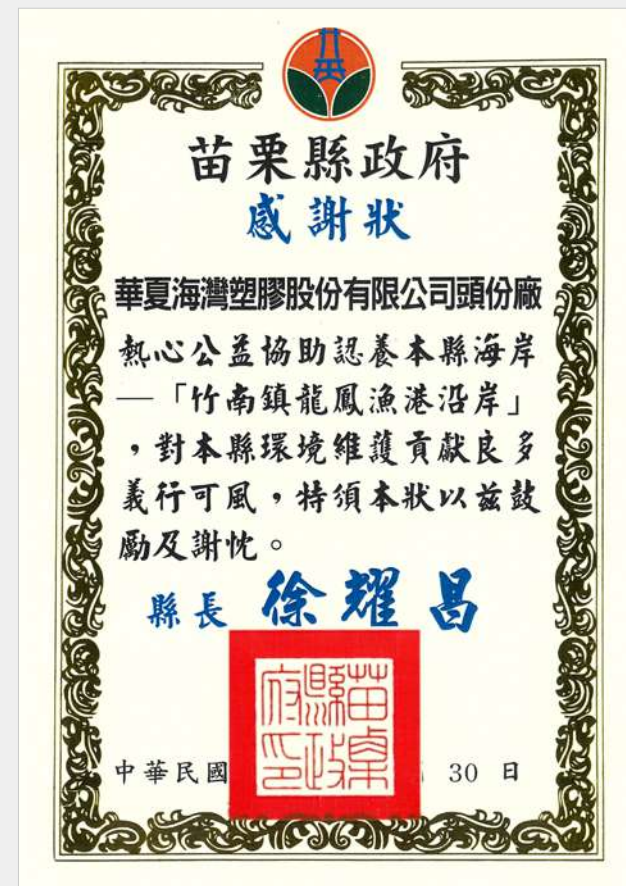 苗栗縣政府
感謝狀
華夏海灣塑膠股份有限公司頭份廠
熱心公益協助認養本縣海岸
—「竹南鎮龍鳳漁港沿岸」
，對本縣環境維護貢獻良多
義行可風，特須本狀以茲鼓
勵及謝忱。
縣長 徐耀昌
苗栗縣政府印
中華民國 30 日